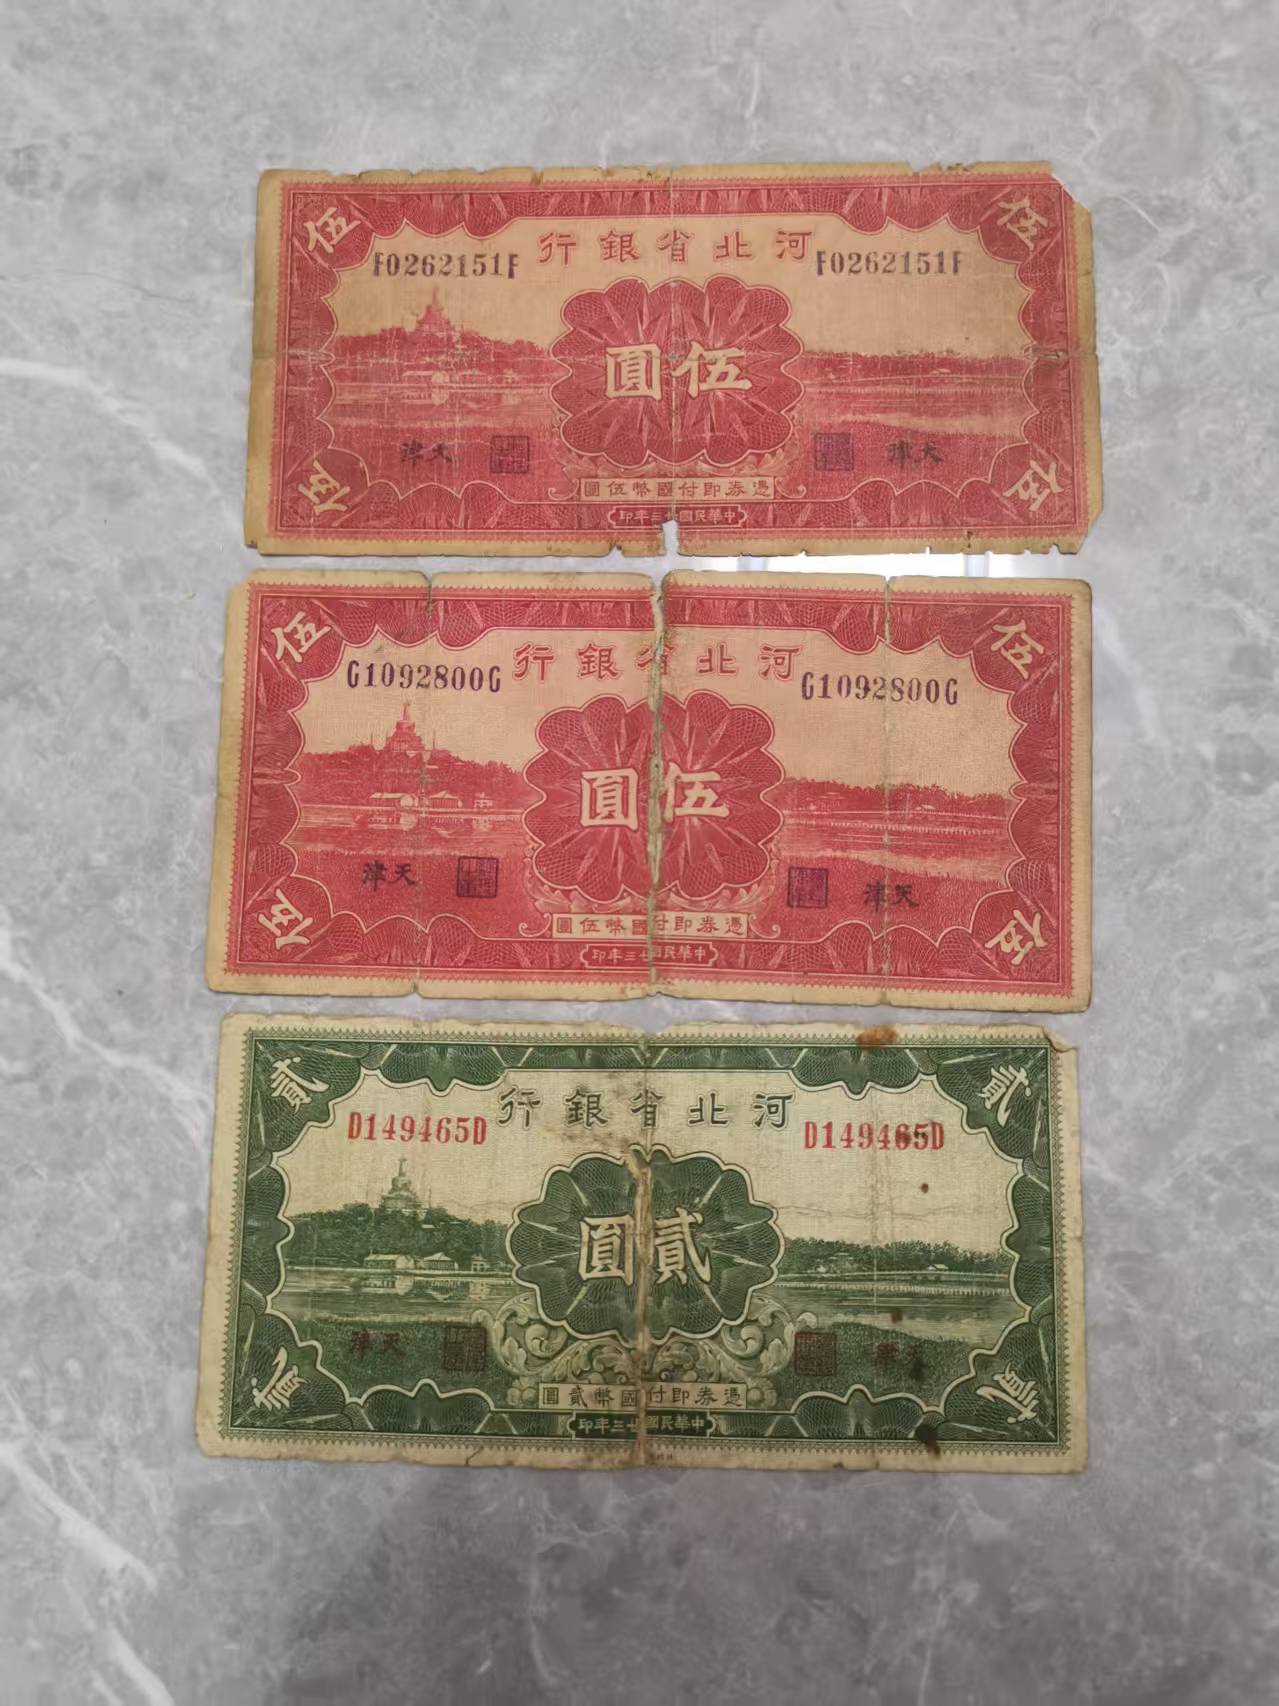 伍 伍
河北省銀行
F0262151F F0262151F
伍圓
天津 天津
憑券即付國幣伍圓
伍 伍
中華民國廿三年印
伍 伍
河北省銀行
G1092800G G1092800G
伍圓
天津 天津
憑券即付國幣伍圓
伍 伍
中華民國廿三年印
貳 貳
河北省銀行
D149465D D149465D
貳圓
天津 天津
憑券即付國幣貳圓
貳 貳
中華民國廿三年印